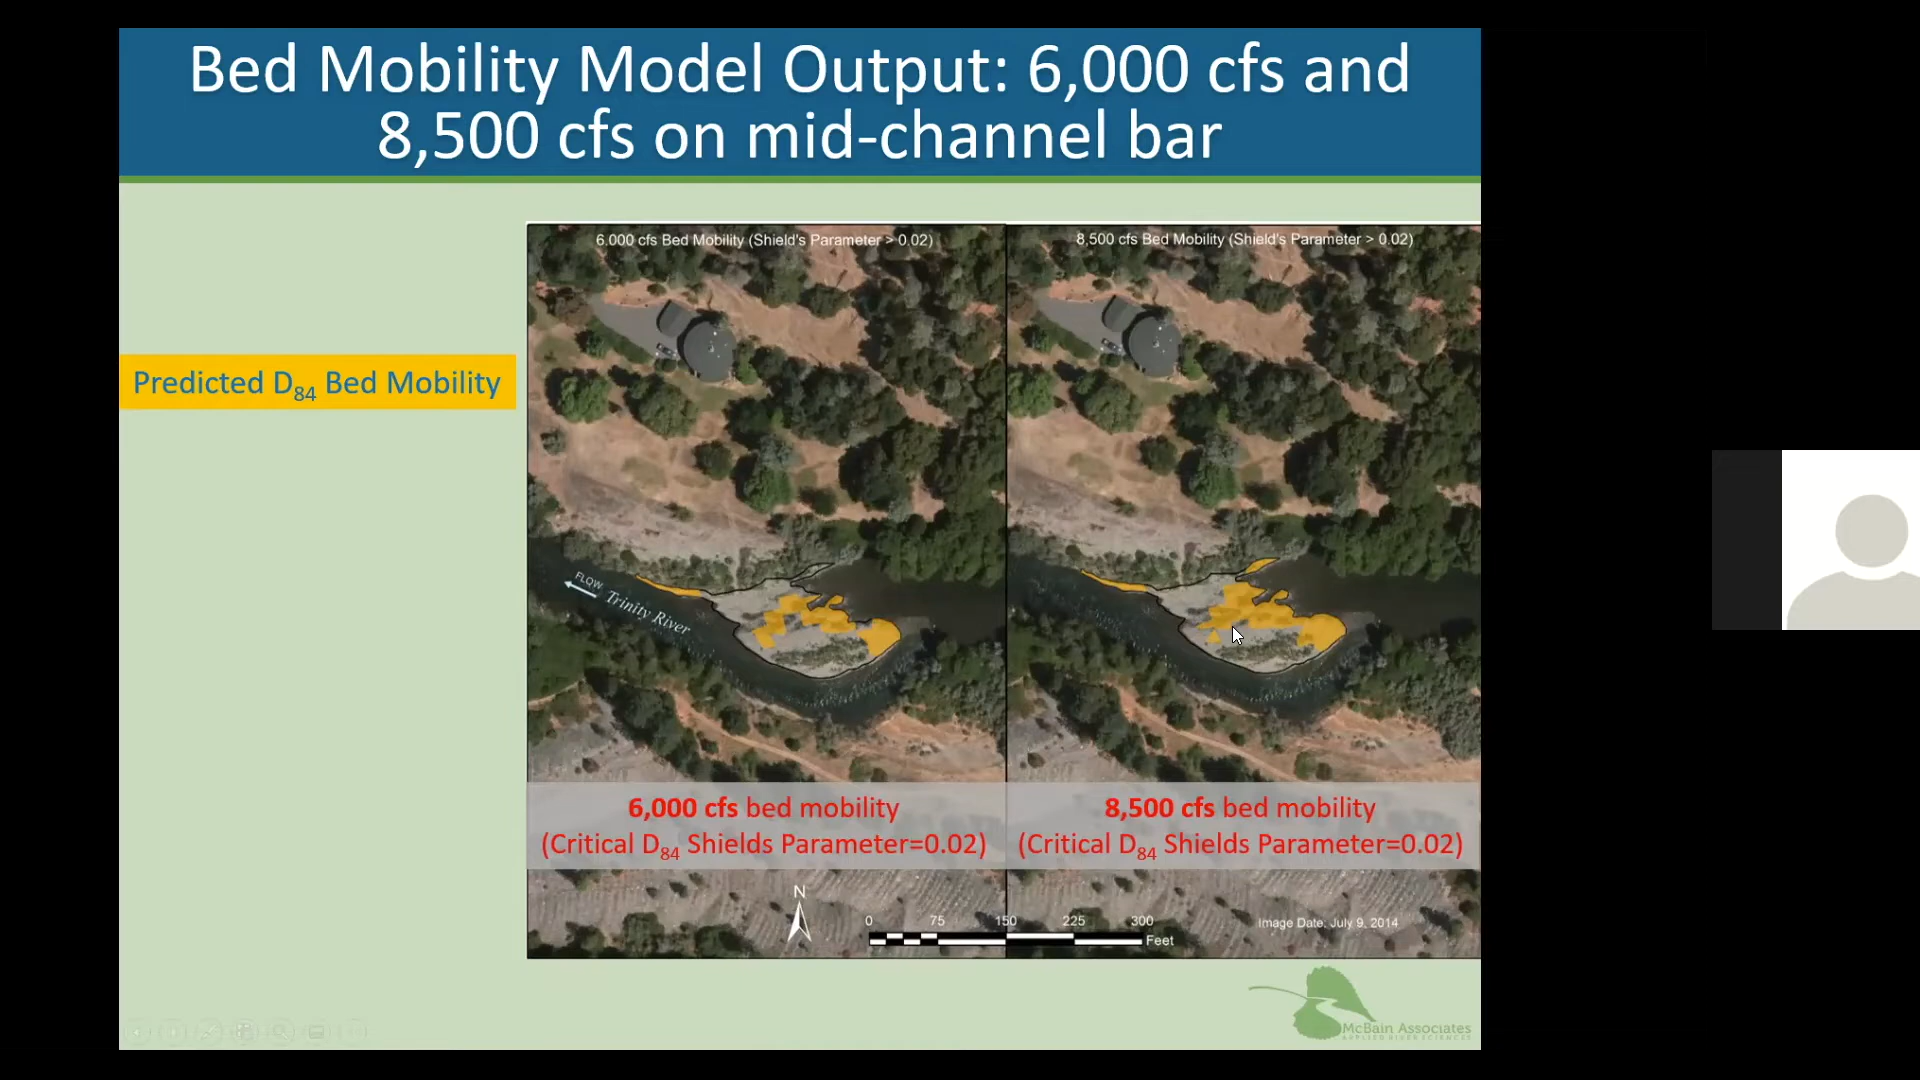 Bed Mobility Model Output: 6,000 cfs and
8,500 cfs on mid-channel bar
Predicted D84 Bed Mobility
6.000 cfs Bed Mobility (Shield's Parameter > 0.02)
8,500 cfs Bed Mobility (Shield's Parameter > 0.02)
FLOW
Trinity River
6,000 cfs bed mobility
(Critical D84 Shields Parameter=0.02)
8,500 cfs bed mobility
(Critical D84 Shields Parameter=0.02)
N
0 75 150 225 300
Feet
Image Date: July 9, 2014
McBain Associates
APPLIED RIVER SCIENCES